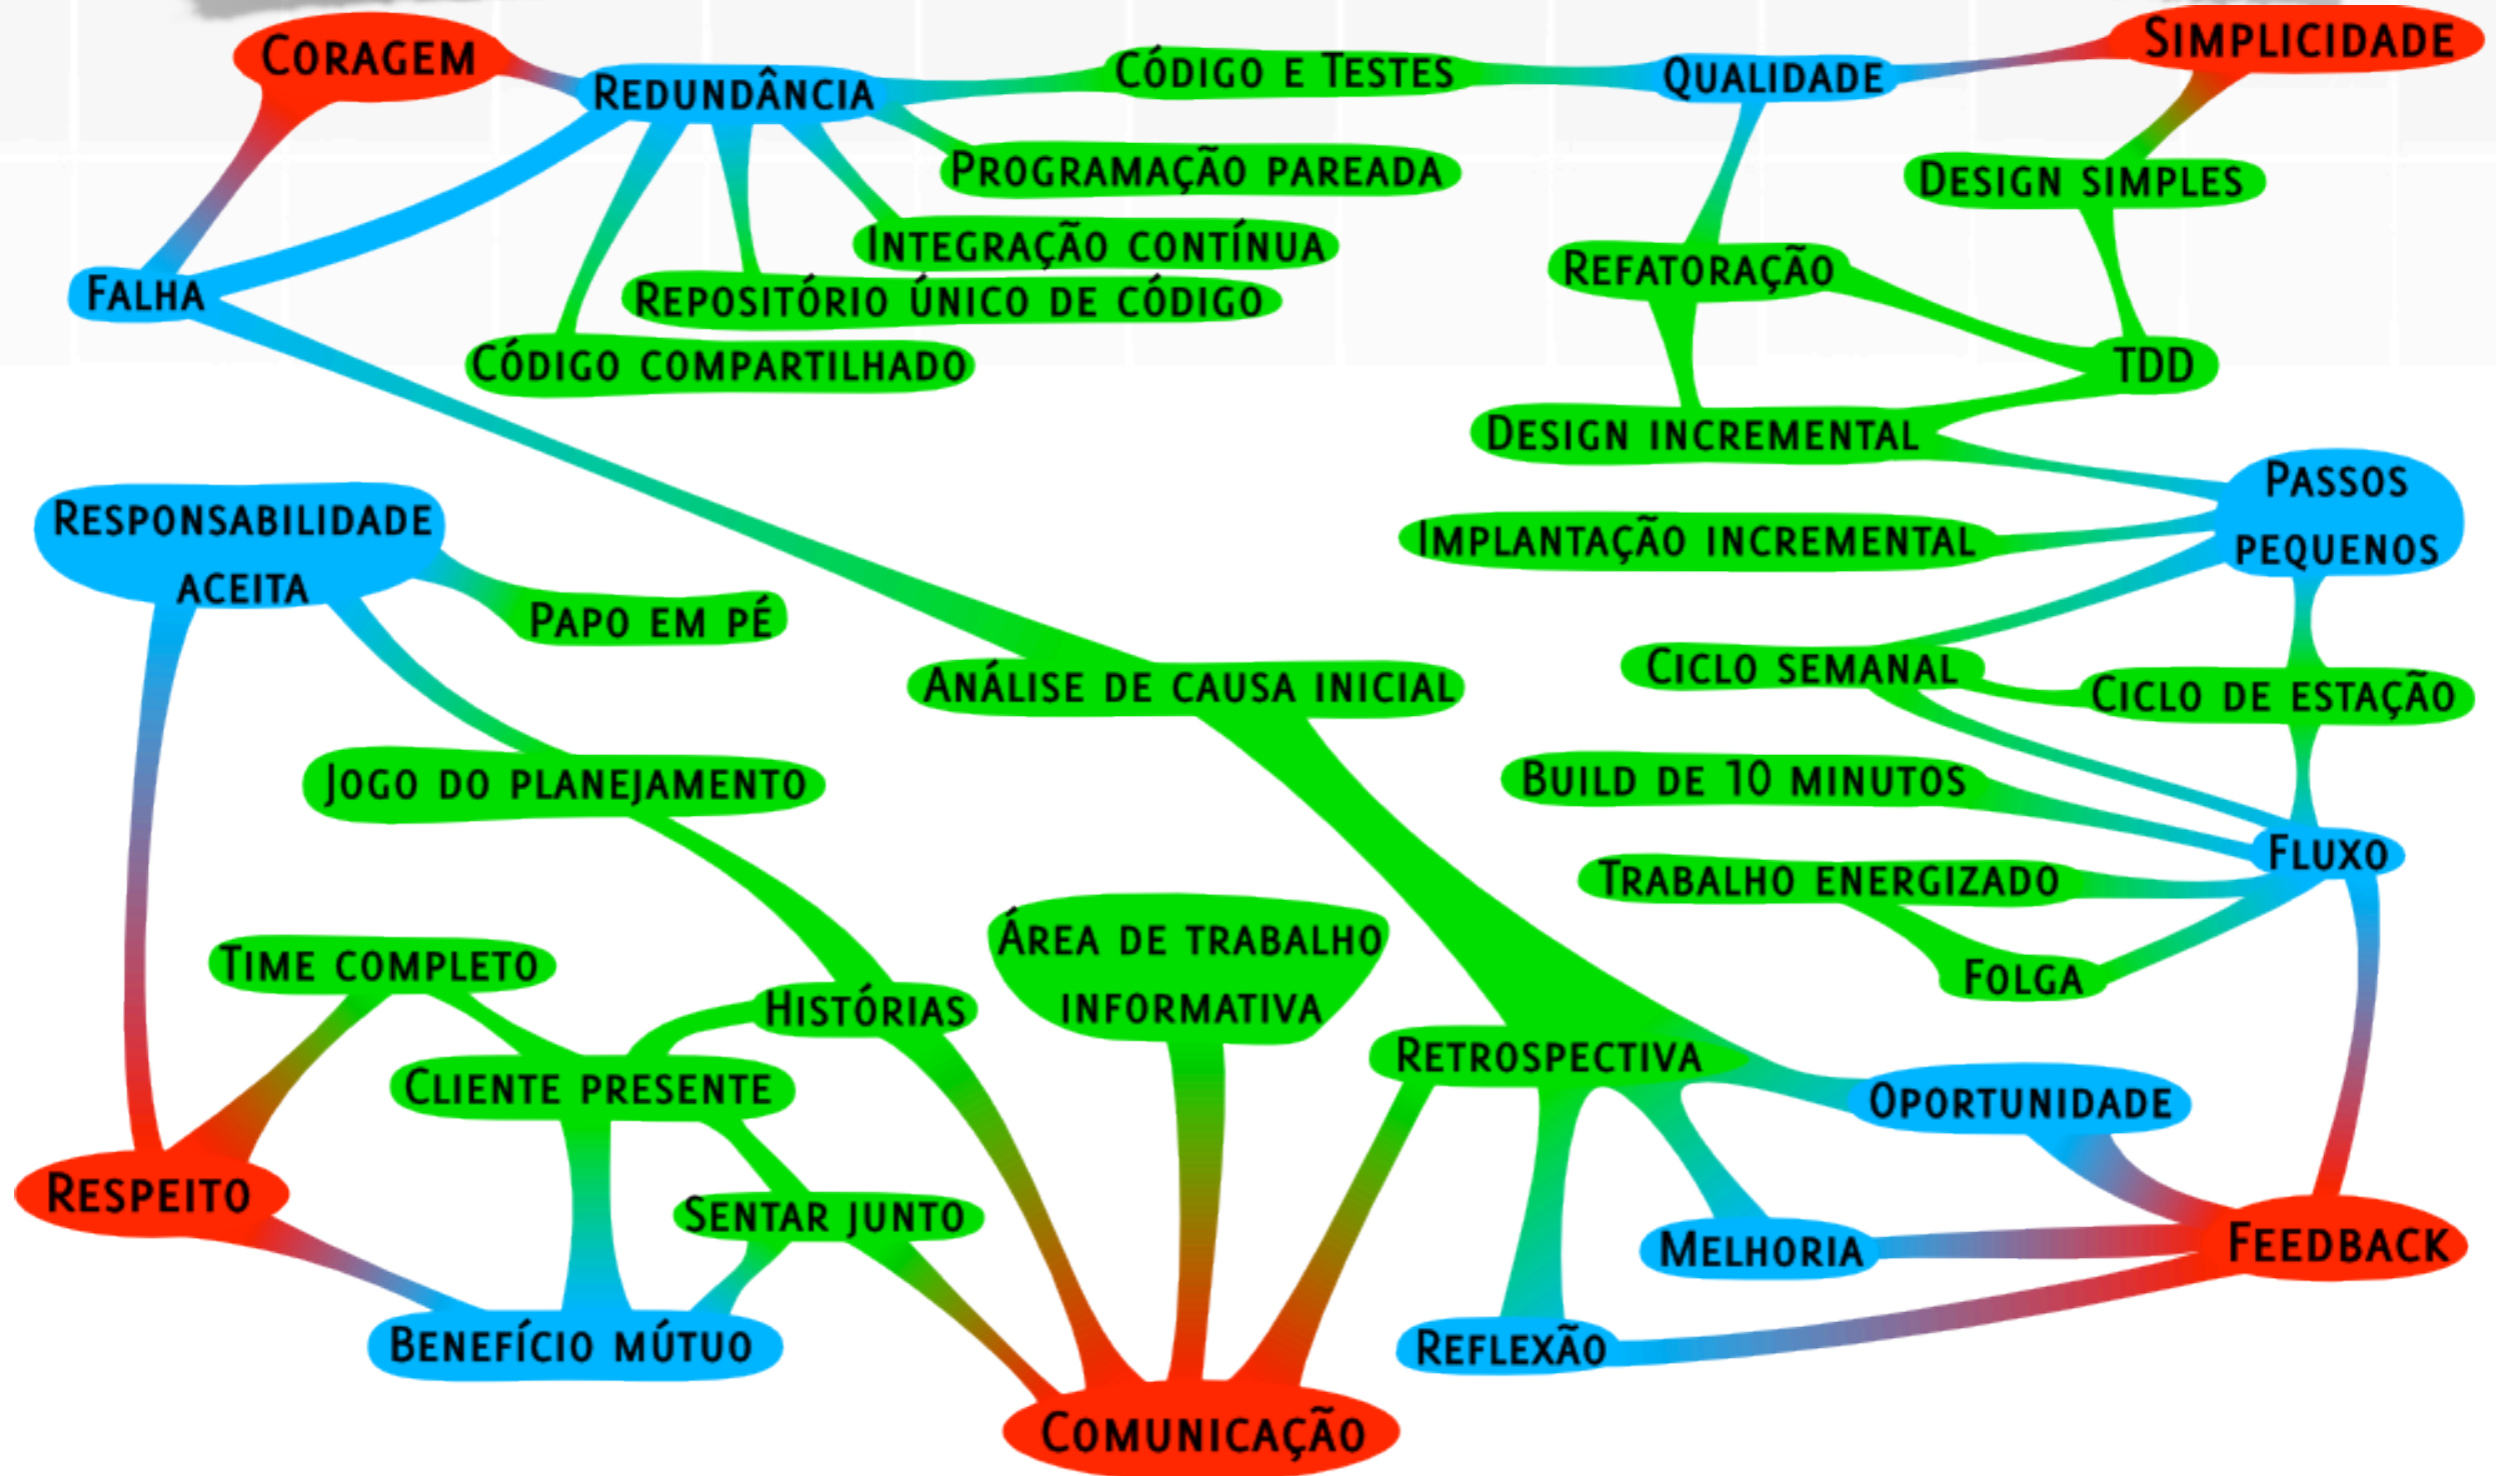 Coragem
Simplicidade
Redundância
Código e Testes
Qualidade
Programação pareada
Design simples
Integração contínua
Refatoração
Falha
Repositório único de código
Código compartilhado
TDD
Design incremental
Passos
pequenos
Responsabilidade
aceita
Implantação incremental
Papo em pé
Análise de causa inicial
Ciclo semanal
Ciclo de estação
Jogo do planejamento
Build de 10 minutos
Fluxo
Trabalho energizado
Time completo
Área de trabalho
informativa
Folga
Histórias
Retrospectiva
Cliente presente
Oportunidade
Respeito
Sentar junto
Melhoria
Feedback
Benefício mútuo
Reflexão
Comunicação